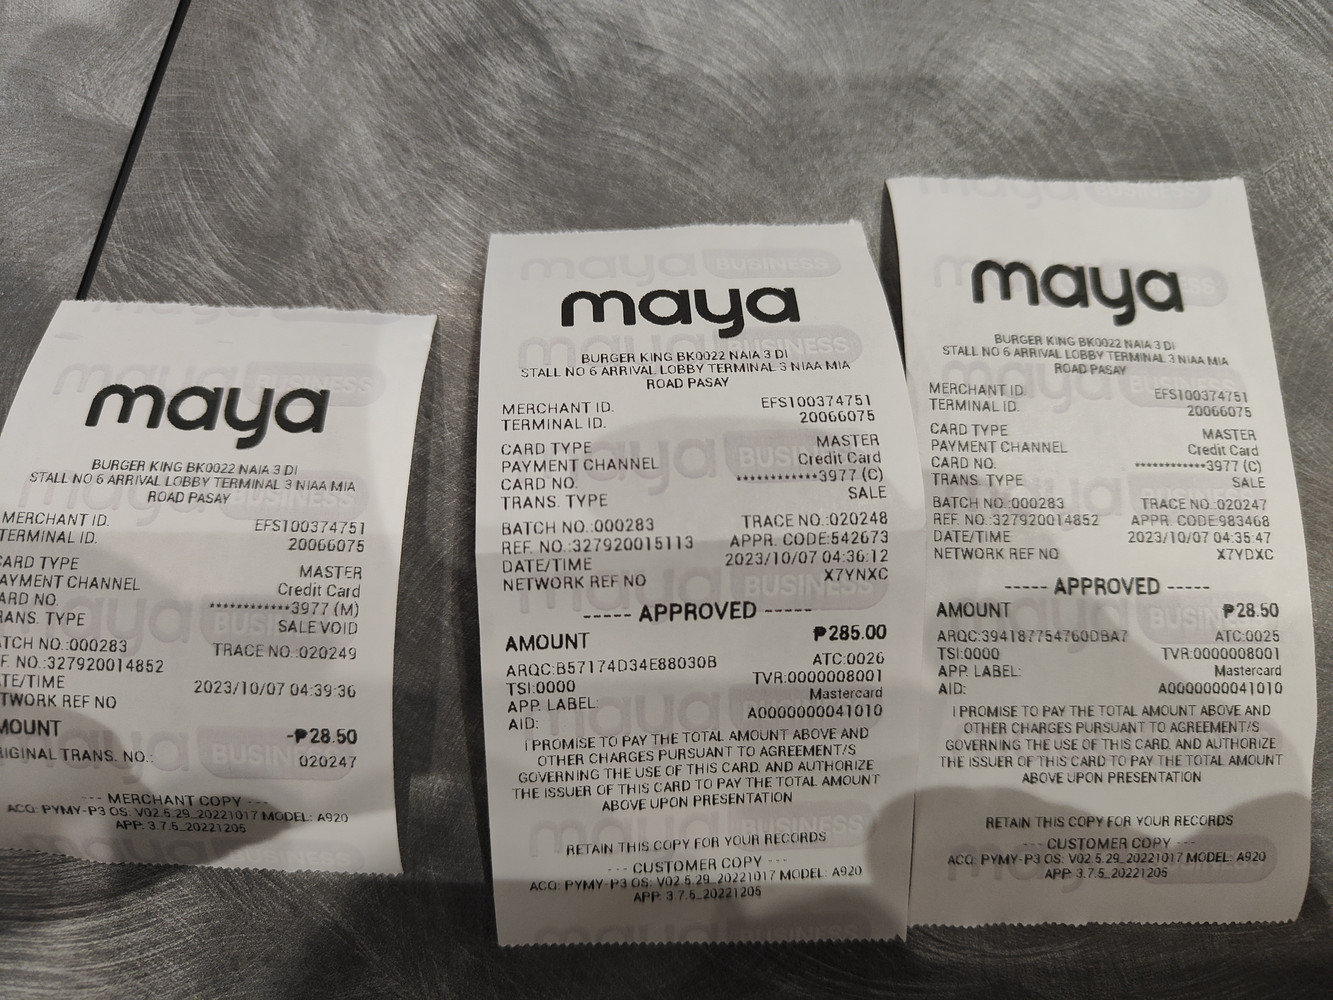 maya
BURGER KING BK0022 NAIA 3 DI
STALL NO 6 ARRIVAL LOBBY TERMINAL 3 NIAA MIA
ROAD PASAY
MERCHANT ID. EFS100374751
TERMINAL ID. 20066075
CARD TYPE MASTER
PAYMENT CHANNEL Credit Card
CARD NO. ************3977 (M)
TRANS. TYPE SALE VOID
BATCH NO.:000283 TRACE NO.:020249
REF. NO.:327920014852
DATE/TIME 2023/10/07 04:39:36
NETWORK REF NO
AMOUNT -₱28.50
ORIGINAL TRANS. NO.: 020247
--- MERCHANT COPY ---
ACQ: PYMY-P3 OS: V02.5.29_20221017 MODEL: A920
APP: 3.7.5_20221205
maya
BURGER KING BK0022 NAIA 3 DI
STALL NO 6 ARRIVAL LOBBY TERMINAL 3 NIAA MIA
ROAD PASAY
MERCHANT ID. EFS100374751
TERMINAL ID. 20066075
CARD TYPE MASTER
PAYMENT CHANNEL Credit Card
CARD NO. ************3977 (C)
TRANS. TYPE SALE
BATCH NO.:000283 TRACE NO.:020248
REF. NO.:327920015113 APPR. CODE:542673
DATE/TIME 2023/10/07 04:36:12
NETWORK REF NO X7YNXC
----- APPROVED -----
AMOUNT ₱285.00
ARQC:B57174D34E88030B ATC:0026
TSI:0000 TVR:0000008001
APP. LABEL: Mastercard
AID: A0000000041010
I PROMISE TO PAY THE TOTAL AMOUNT ABOVE AND
OTHER CHARGES PURSUANT TO AGREEMENT/S
GOVERNING THE USE OF THIS CARD, AND AUTHORIZE
THE ISSUER OF THIS CARD TO PAY THE TOTAL AMOUNT
ABOVE UPON PRESENTATION
RETAIN THIS COPY FOR YOUR RECORDS
--- CUSTOMER COPY ---
ACQ: PYMY-P3 OS: V02.5.29_20221017 MODEL: A920
APP: 3.7.5_20221205
maya
BURGER KING BK0022 NAIA 3 DI
STALL NO 6 ARRIVAL LOBBY TERMINAL 3 NIAA MIA
ROAD PASAY
MERCHANT ID. EFS100374751
TERMINAL ID. 20066075
CARD TYPE MASTER
PAYMENT CHANNEL Credit Card
CARD NO. ************3977 (C)
TRANS. TYPE SALE
BATCH NO.:000283 TRACE NO.:020247
REF. NO.:327920014852 APPR. CODE:983468
DATE/TIME 2023/10/07 04:35:47
NETWORK REF NO X7YDXC
----- APPROVED -----
AMOUNT ₱28.50
ARQC:394187754760DBA7 ATC:0025
TSI:0000 TVR:0000008001
APP. LABEL: Mastercard
AID: A0000000041010
I PROMISE TO PAY THE TOTAL AMOUNT ABOVE AND
OTHER CHARGES PURSUANT TO AGREEMENT/S
GOVERNING THE USE OF THIS CARD, AND AUTHORIZE
THE ISSUER OF THIS CARD TO PAY THE TOTAL AMOUNT
ABOVE UPON PRESENTATION
RETAIN THIS COPY FOR YOUR RECORDS
--- CUSTOMER COPY ---
ACQ: PYMY-P3 OS: V02.5.29_20221017 MODEL: A920
APP: 3.7.5_20221205